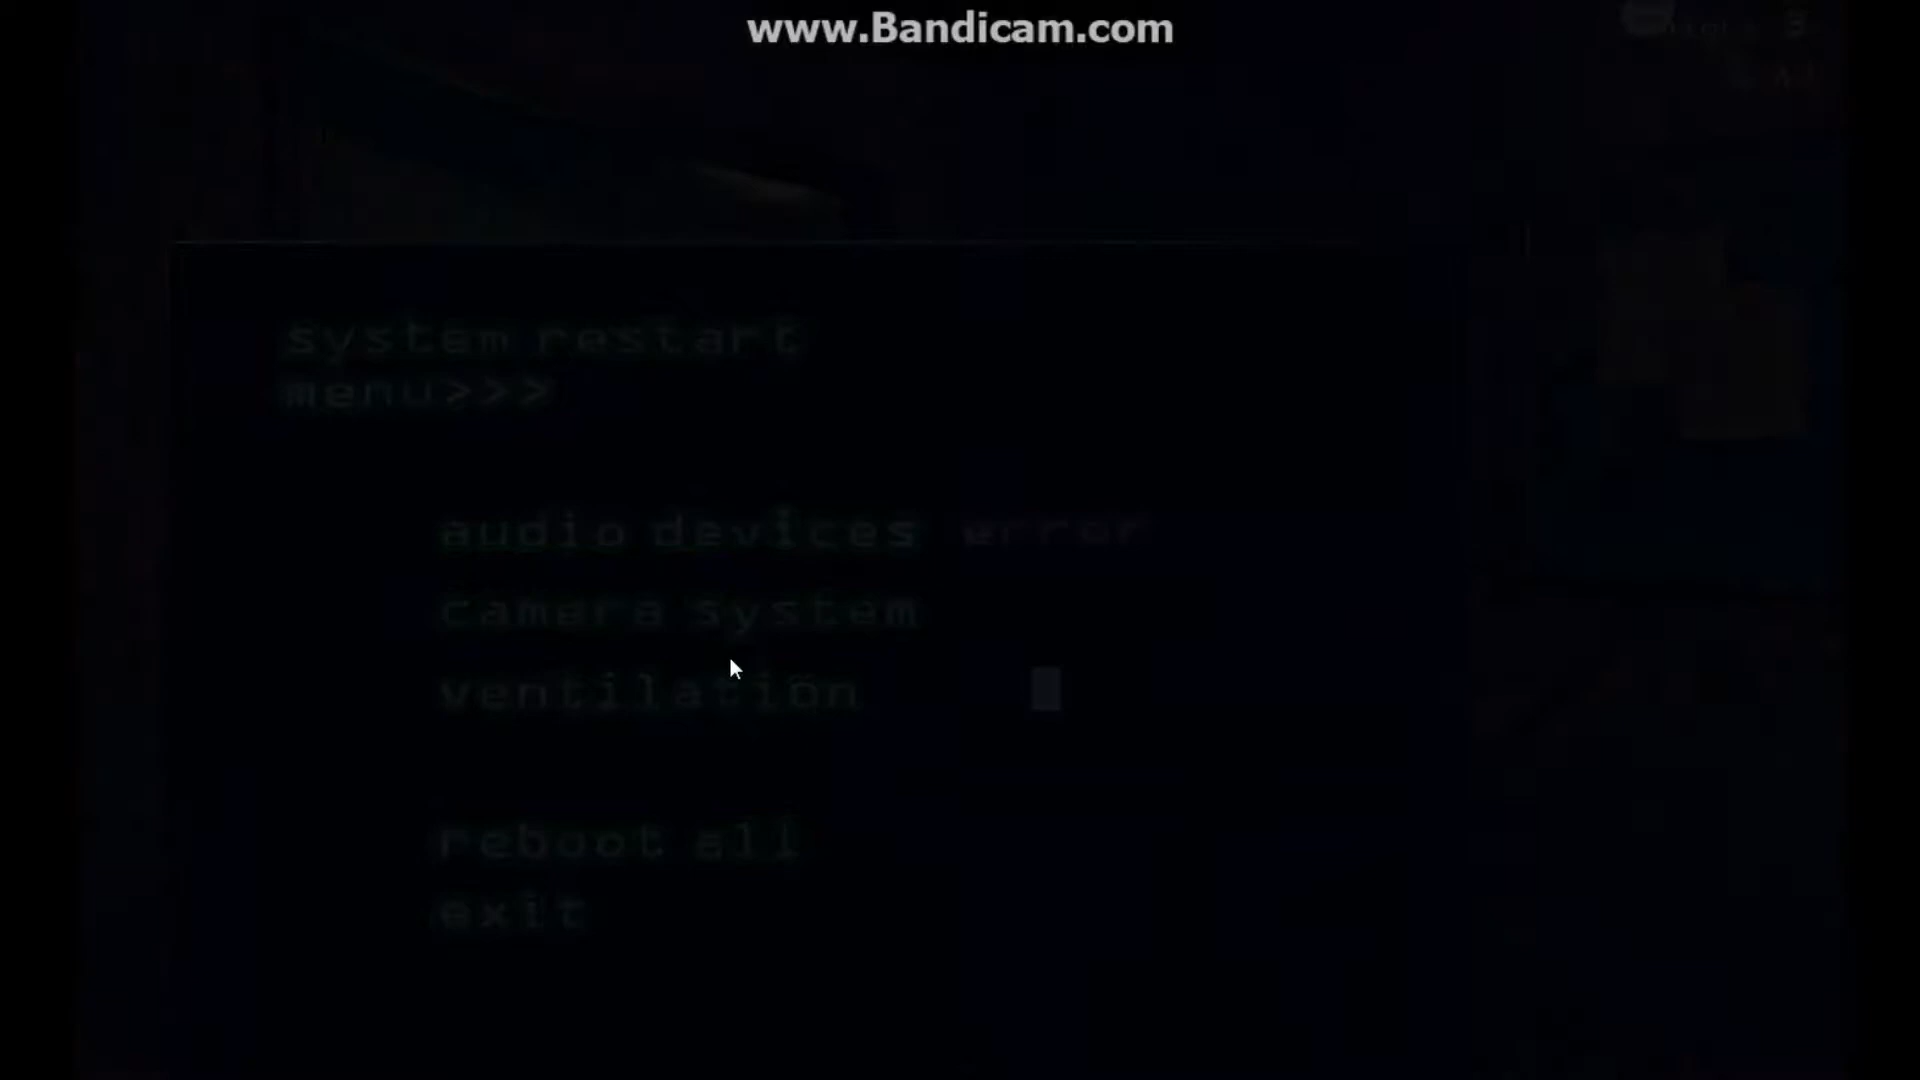 www.Bandicam.com
system restart
menu>>>
audio devices error
camera system
ventilation
reboot all
exit